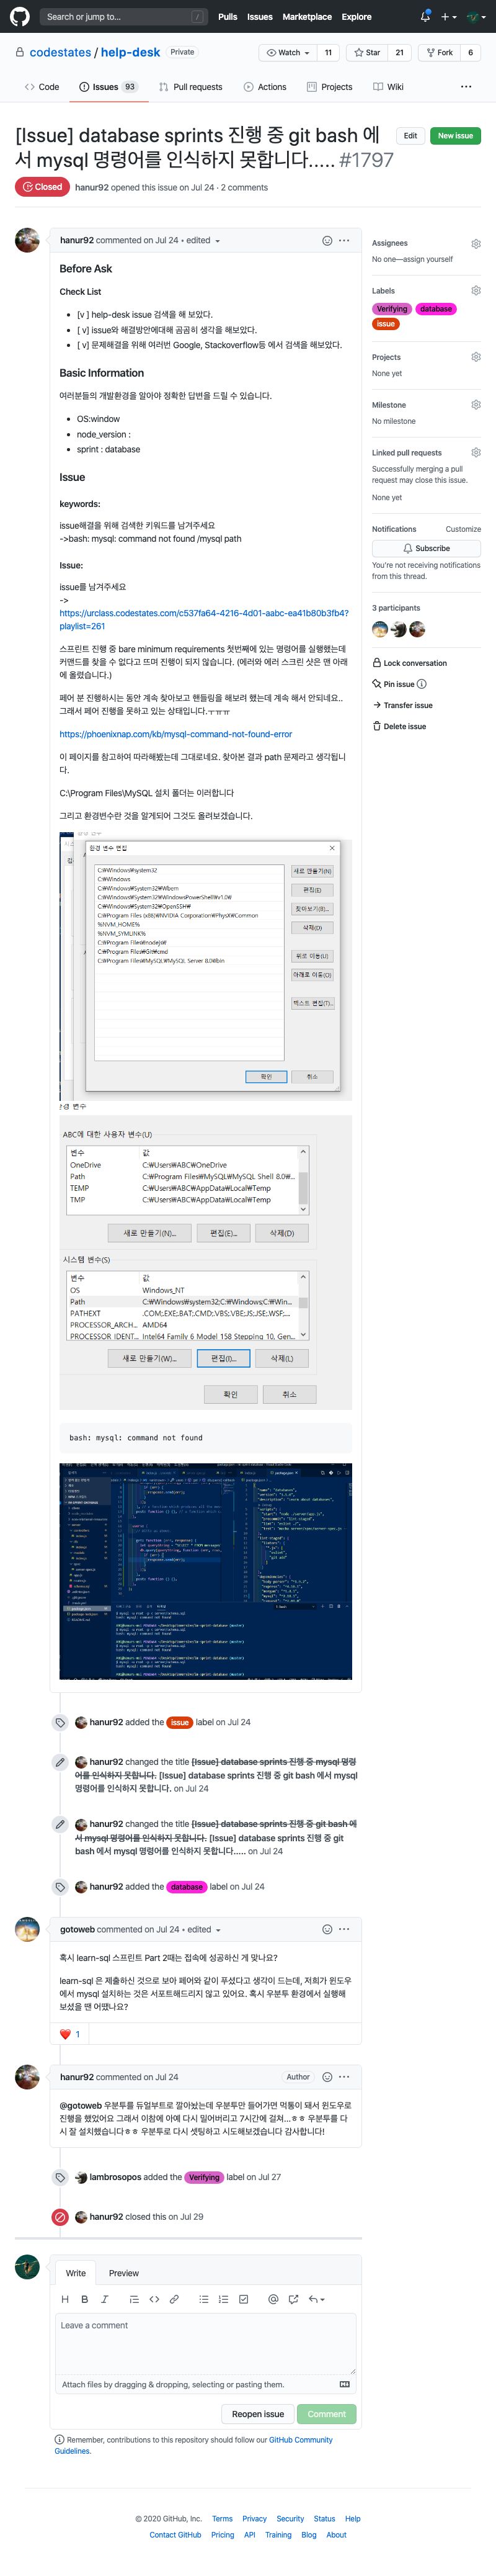 Search or jump to...
/
Pulls Issues Marketplace Explore
codestates / help-desk Private
Watch 11 Star 21 Fork 6
Code Issues 93 Pull requests Actions Projects Wiki
[Issue] database sprints 진행 중 git bash 에
서 mysql 명령어를 인식하지 못합니다..... #1797
Edit New issue
Closed hanur92 opened this issue on Jul 24 · 2 comments
hanur92 commented on Jul 24 • edited
Before Ask
Check List
[v ] help-desk issue 검색을 해 보았다.
[ v] issue와 해결방안에대해 곰곰히 생각을 해보았다.
[ v] 문제해결을 위해 여러번 Google, Stackoverflow등 에서 검색을 해보았다.
Basic Information
여러분들의 개발환경을 알아야 정확한 답변을 드릴 수 있습니다.
OS:window
node_version :
sprint : database
Issue
keywords:
issue해결을 위해 검색한 키워드를 남겨주세요
->bash: mysql: command not found /mysql path
Issue:
issue를 남겨주세요
->
https://urclass.codestates.com/c537fa64-4216-4d01-aabc-ea41b80b3fb4?
playlist=261
스프린트 진행 중 bare minimum requirements 첫번째에 있는 명령어를 실행했는데
커맨드를 찾을 수 없다고 뜨며 진행이 되지 않습니다. (에러와 에러 스크린 샷은 맨 아래
에 올렸습니다.)
페어 분 진행하시는 동안 계속 찾아보고 핸들링을 해보려 했는데 계속 해서 안되네요..
그래서 페어 진행을 못하고 있는 상태입니다.ㅜㅠㅠ
https://phoenixnap.com/kb/mysql-command-not-found-error
이 페이지를 참고하여 따라해봤는데 그대로네요. 찾아본 결과 path 문제라고 생각됩니
다.
C:\Program Files\MySQL 설치 폴더는 이러합니다
그리고 환경변수란 것을 알게되어 그것도 올려보겠습니다.
환경 변수 편집
C:₩Windows₩system32
C:₩Windows
C:₩Windows₩System32₩Wbem
C:₩Windows₩System32₩WindowsPowerShell₩v1.0₩
C:₩Windows₩System32₩OpenSSH₩
C:₩Program Files (x86)₩NVIDIA Corporation₩PhysX₩Common
%NVM_HOME%
%NVM_SYMLINK%
C:₩Program Files₩nodejs₩
C:₩Program Files₩Git₩cmd
C:₩Program Files₩MySQL₩MySQL Server 8.0₩bin
새로 만들기(N)
편집(E)
찾아보기(B)...
삭제(D)
위로 이동(U)
아래로 이동(O)
텍스트 편집(T)...
확인 취소
환경 변수
ABC에 대한 사용자 변수(U)
변수 값
OneDrive C:₩Users₩ABC₩OneDrive
Path C:₩Program Files₩MySQL₩MySQL Shell 8.0₩...
TEMP C:₩Users₩ABC₩AppData₩Local₩Temp
TMP C:₩Users₩ABC₩AppData₩Local₩Temp
새로 만들기(N)... 편집(E)... 삭제(D)
시스템 변수(S)
변수 값
OS Windows_NT
Path C:₩Windows₩system32;C:₩Windows;C:₩Win...
PATHEXT .COM;.EXE;.BAT;.CMD;.VBS;.VBE;.JS;.JSE;.WSF;...
PROCESSOR_ARCH... AMD64
PROCESSOR_IDENT... Intel64 Family 6 Model 158 Stepping 10, Gen...
새로 만들기(W)... 편집(I)... 삭제(L)
확인 취소
bash: mysql: command not found
hanur92 added the issue label on Jul 24
hanur92 changed the title [Issue] database sprints 진행 중 mysql 명령
어를 인식하지 못합니다. [Issue] database sprints 진행 중 git bash 에서 mysql
명령어를 인식하지 못합니다. on Jul 24
hanur92 changed the title [Issue] database sprints 진행 중 git bash 에
서 mysql 명령어를 인식하지 못합니다. [Issue] database sprints 진행 중 git
bash 에서 mysql 명령어를 인식하지 못합니다..... on Jul 24
hanur92 added the database label on Jul 24
gotoweb commented on Jul 24 • edited
혹시 learn-sql 스프린트 Part 2때는 접속에 성공하신 게 맞나요?
learn-sql 은 제출하신 것으로 보아 페어와 같이 푸셨다고 생각이 드는데, 저희가 윈도우
에서 mysql 설치하는 것은 서포트해드리지 않고 있어요. 혹시 우분투 환경에서 실행해
보셨을 땐 어땠나요?
1
hanur92 commented on Jul 24 Author
@gotoweb 우분투를 듀얼부트로 깔아놨는데 우분투만 들어가면 먹통이 돼서 윈도우로
진행을 했었어요 그래서 이참에 아예 다시 밀어버리고 7시간에 걸쳐...ㅎㅎ 우분투를 다
시 잘 설치했습니다ㅎㅎ 우분투로 다시 셋팅하고 시도해보겠습니다 감사합니다!
lambrosopos added the Verifying label on Jul 27
hanur92 closed this on Jul 29
Write Preview
Leave a comment
Attach files by dragging & dropping, selecting or pasting them.
Reopen issue Comment
Remember, contributions to this repository should follow our GitHub Community
Guidelines.
Assignees
No one—assign yourself
Labels
Verifying database
issue
Projects
None yet
Milestone
No milestone
Linked pull requests
Successfully merging a pull
request may close this issue.
None yet
Notifications Customize
Subscribe
You're not receiving notifications
from this thread.
3 participants
Lock conversation
Pin issue
Transfer issue
Delete issue
© 2020 GitHub, Inc. Terms Privacy Security Status Help
Contact GitHub Pricing API Training Blog About